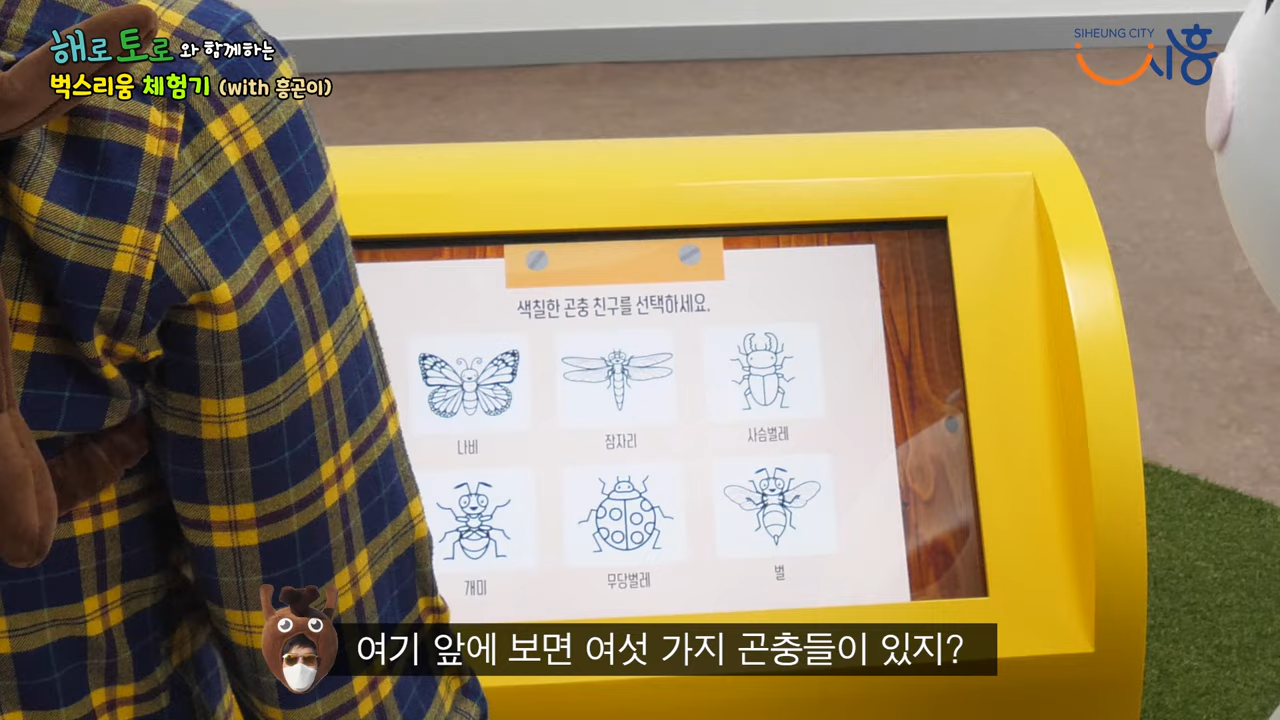 해로 토로와 함께하는
벅스리움 체험기 (with 흥곤이)
SIHEUNG CITY
시흥
색칠한 곤충 친구를 선택하세요.
나비
잠자리
사슴벌레
개미
무당벌레
벌
여기 앞에 보면 여섯 가지 곤충들이 있지?